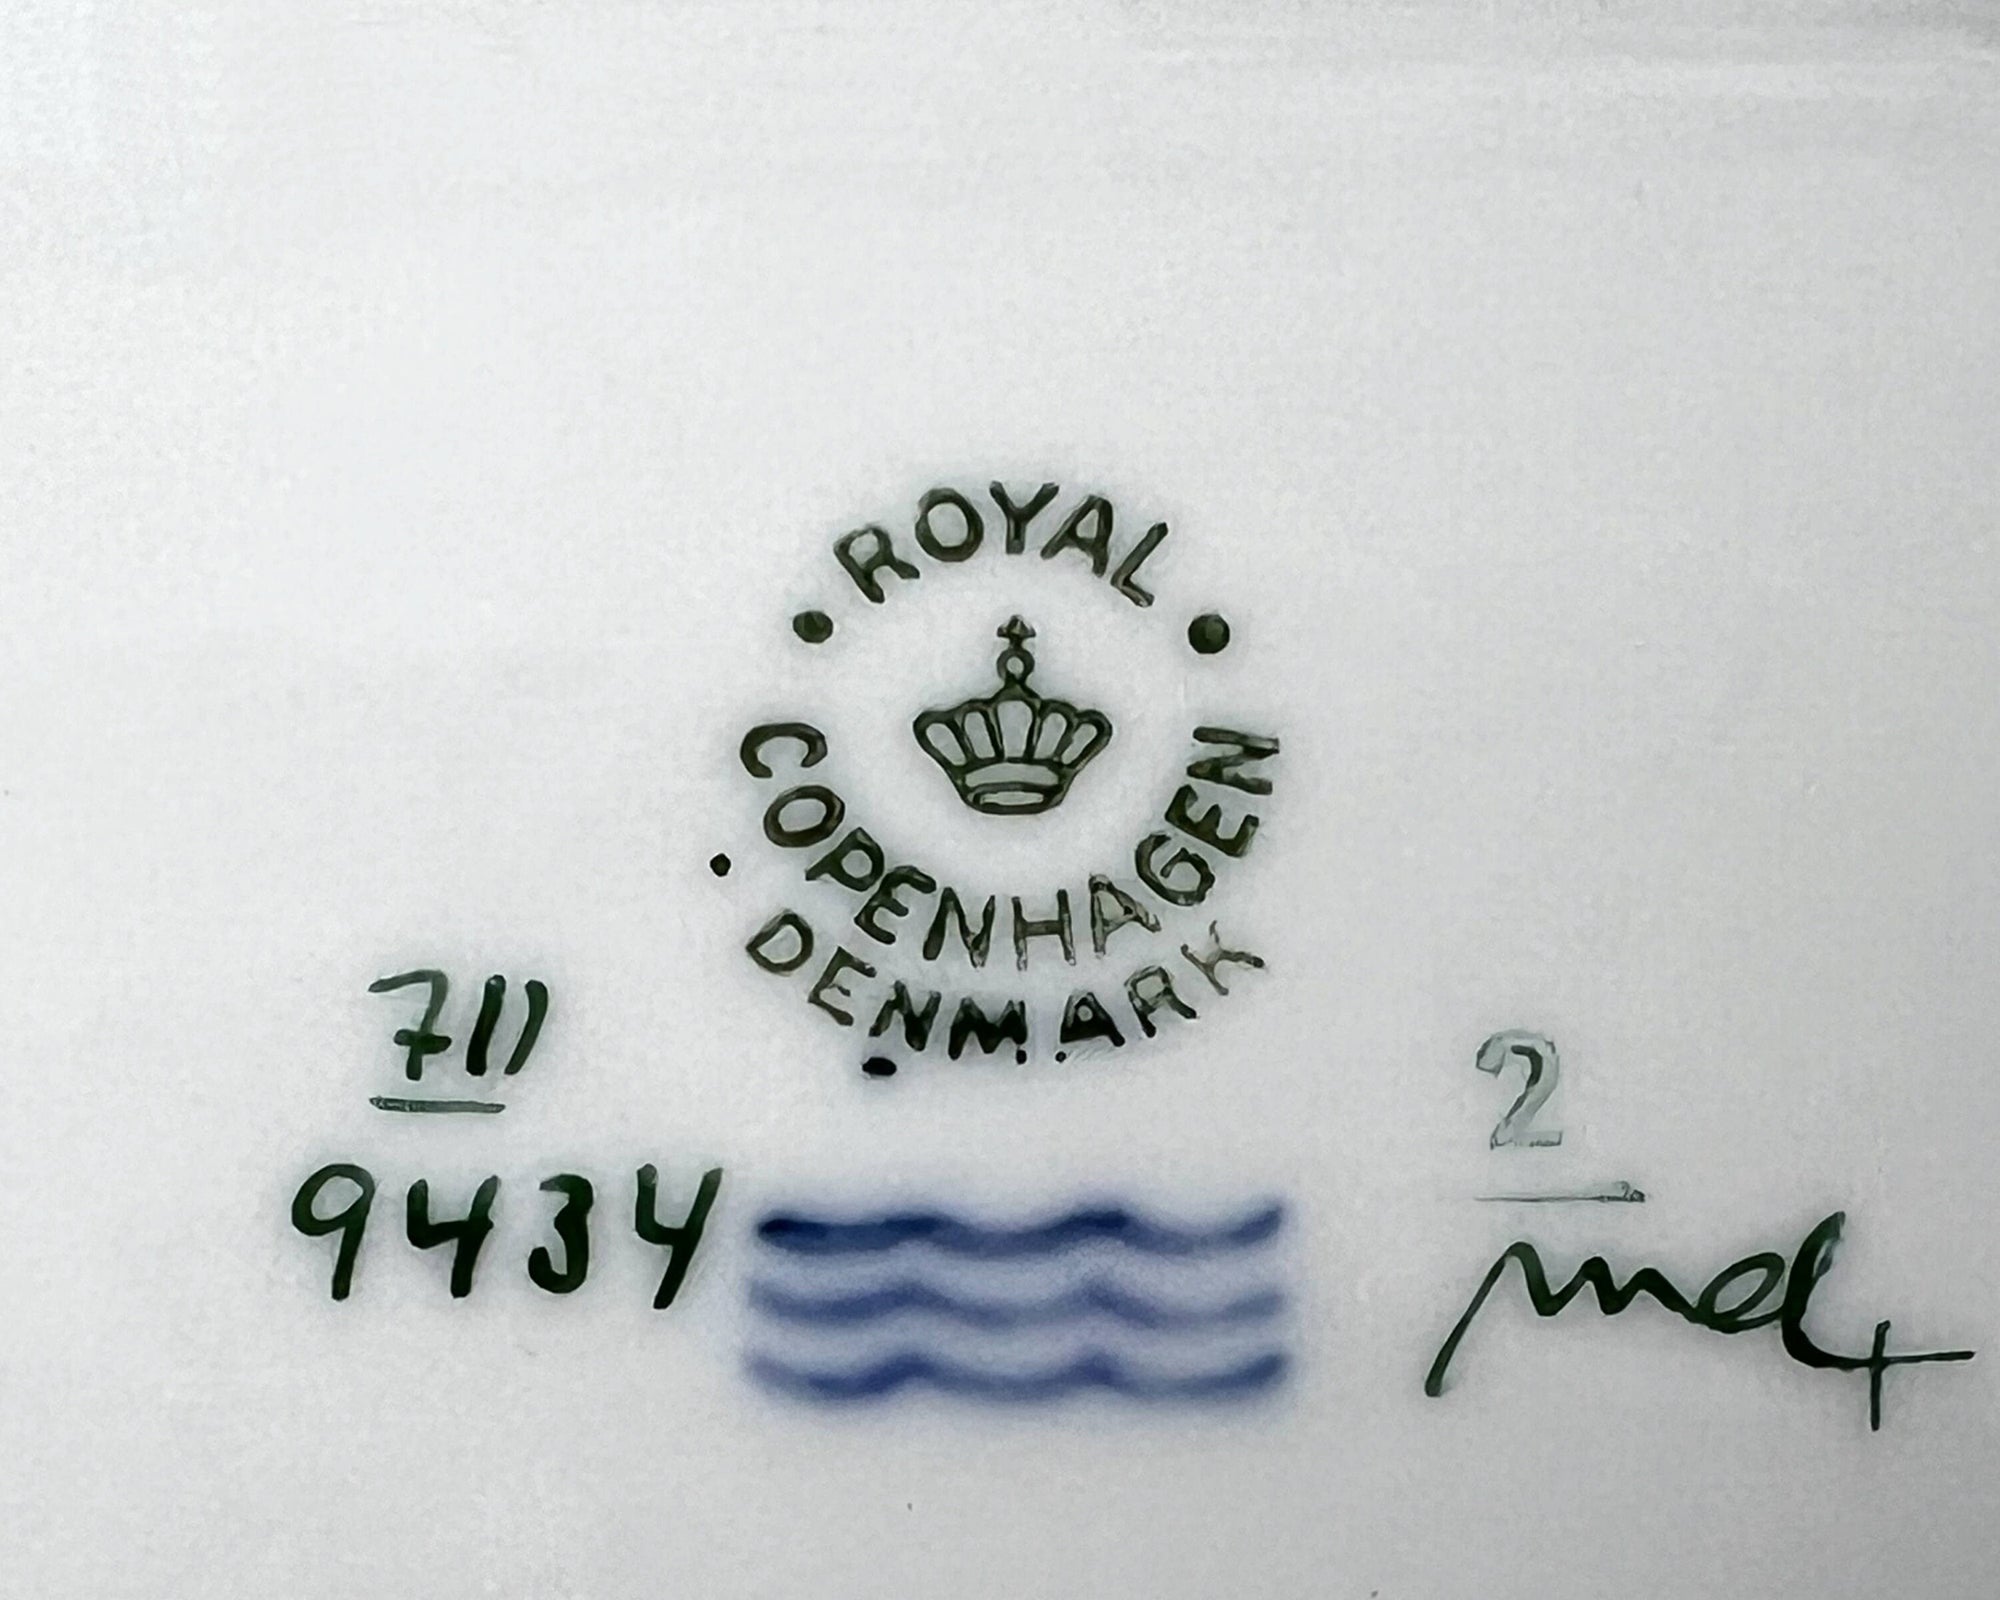 ROYAL
COPENHAGEN
DENMARK
711
9434
2